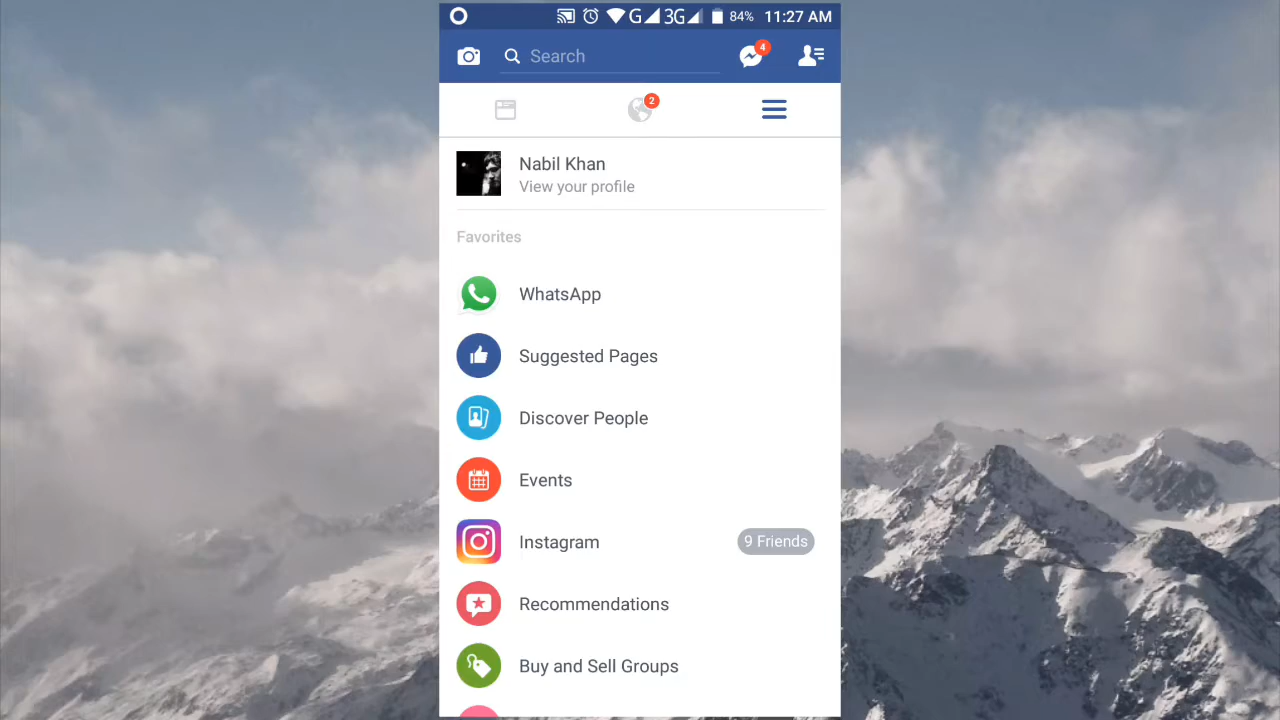 G 3G 84% 11:27 AM
Search
4
2
Nabil Khan
View your profile
Favorites
WhatsApp
Suggested Pages
Discover People
Events
Instagram
9 Friends
Recommendations
Buy and Sell Groups